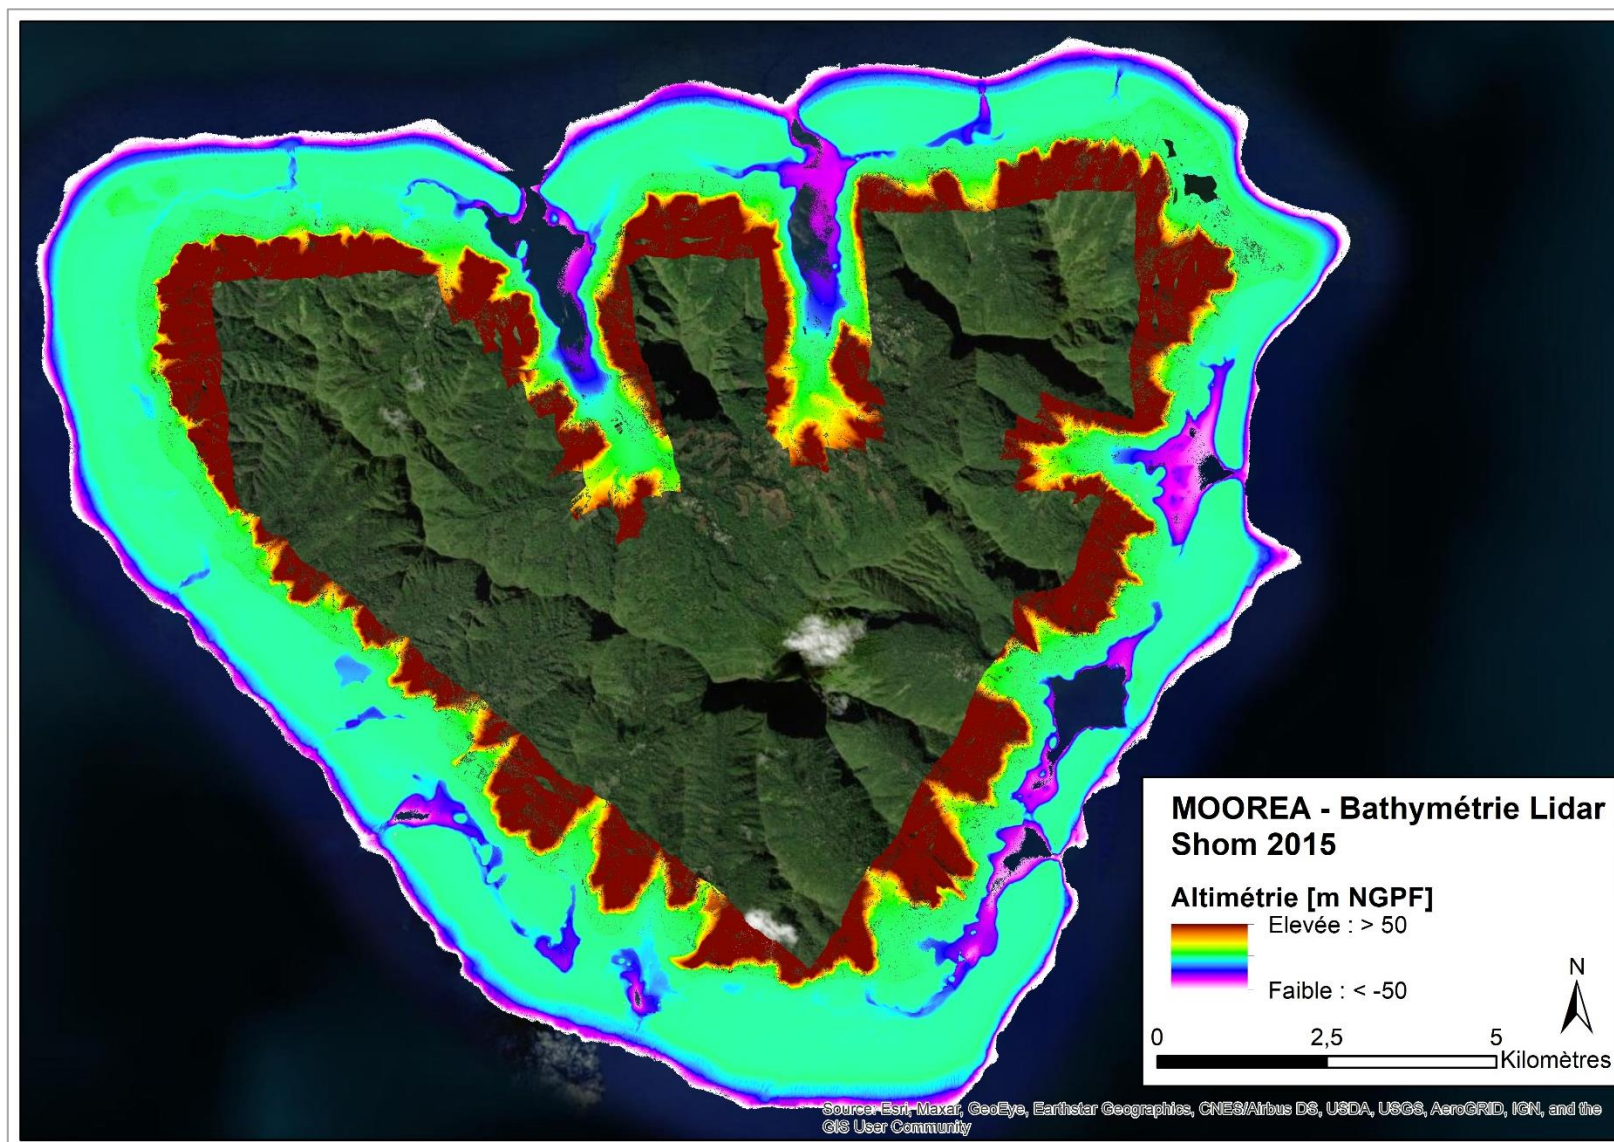 MOOREA - Bathymétrie Lidar
Shom 2015
Altimétrie [m NGPF]
Elevée : > 50
Faible : < -50
N
0 2,5 5
Kilomètres
Source: Esri, Maxar, GeoEye, Earthstar Geographics, CNES/Airbus DS, USDA, USGS, AeroGRID, IGN, and the
GIS User Community